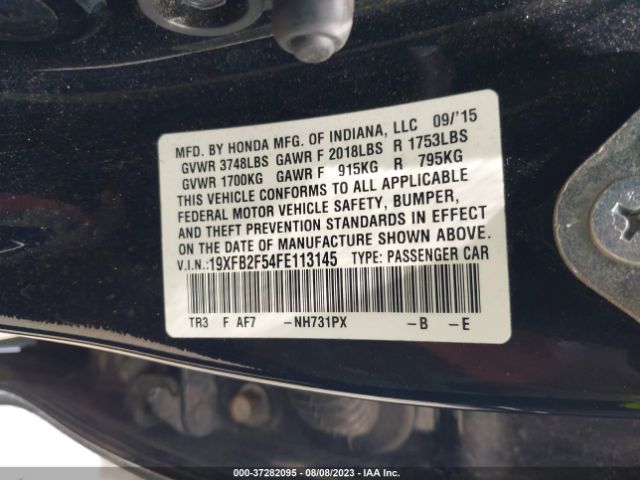 MFD. BY HONDA MFG. OF INDIANA, LLC 09/'15
GVWR 3748LBS GAWR F 2018LBS R 1753LBS
GVWR 1700KG GAWR F 915KG R 795KG
THIS VEHICLE CONFORMS TO ALL APPLICABLE
FEDERAL MOTOR VEHICLE SAFETY, BUMPER,
AND THEFT PREVENTION STANDARDS IN EFFECT
ON THE DATE OF MANUFACTURE SHOWN ABOVE.
V.I.N.:19XFB2F54FE113145 TYPE: PASSENGER CAR
TR3 F AF7 -NH731PX -B -E
000-37282095 - 08/08/2023 - IAA Inc.